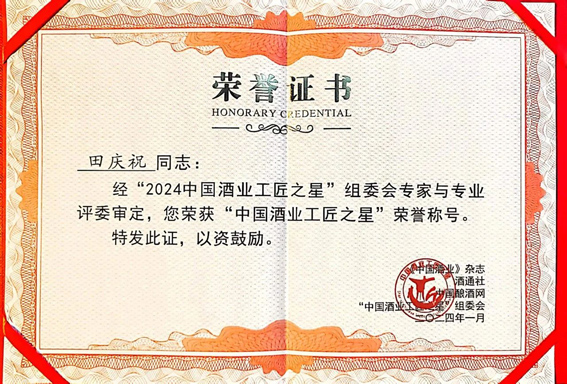 荣誉证书
HONORARY CREDENTIAL
田庆祝 同志：
经“2024中国酒业工匠之星”组委会专家与专业
评委审定，您荣获“中国酒业工匠之星”荣誉称号。
特发此证，以资鼓励。
《中国酒业》杂志
酒通社
中国酿酒网
“中国酒业工匠之星”组委会
二〇二四年一月